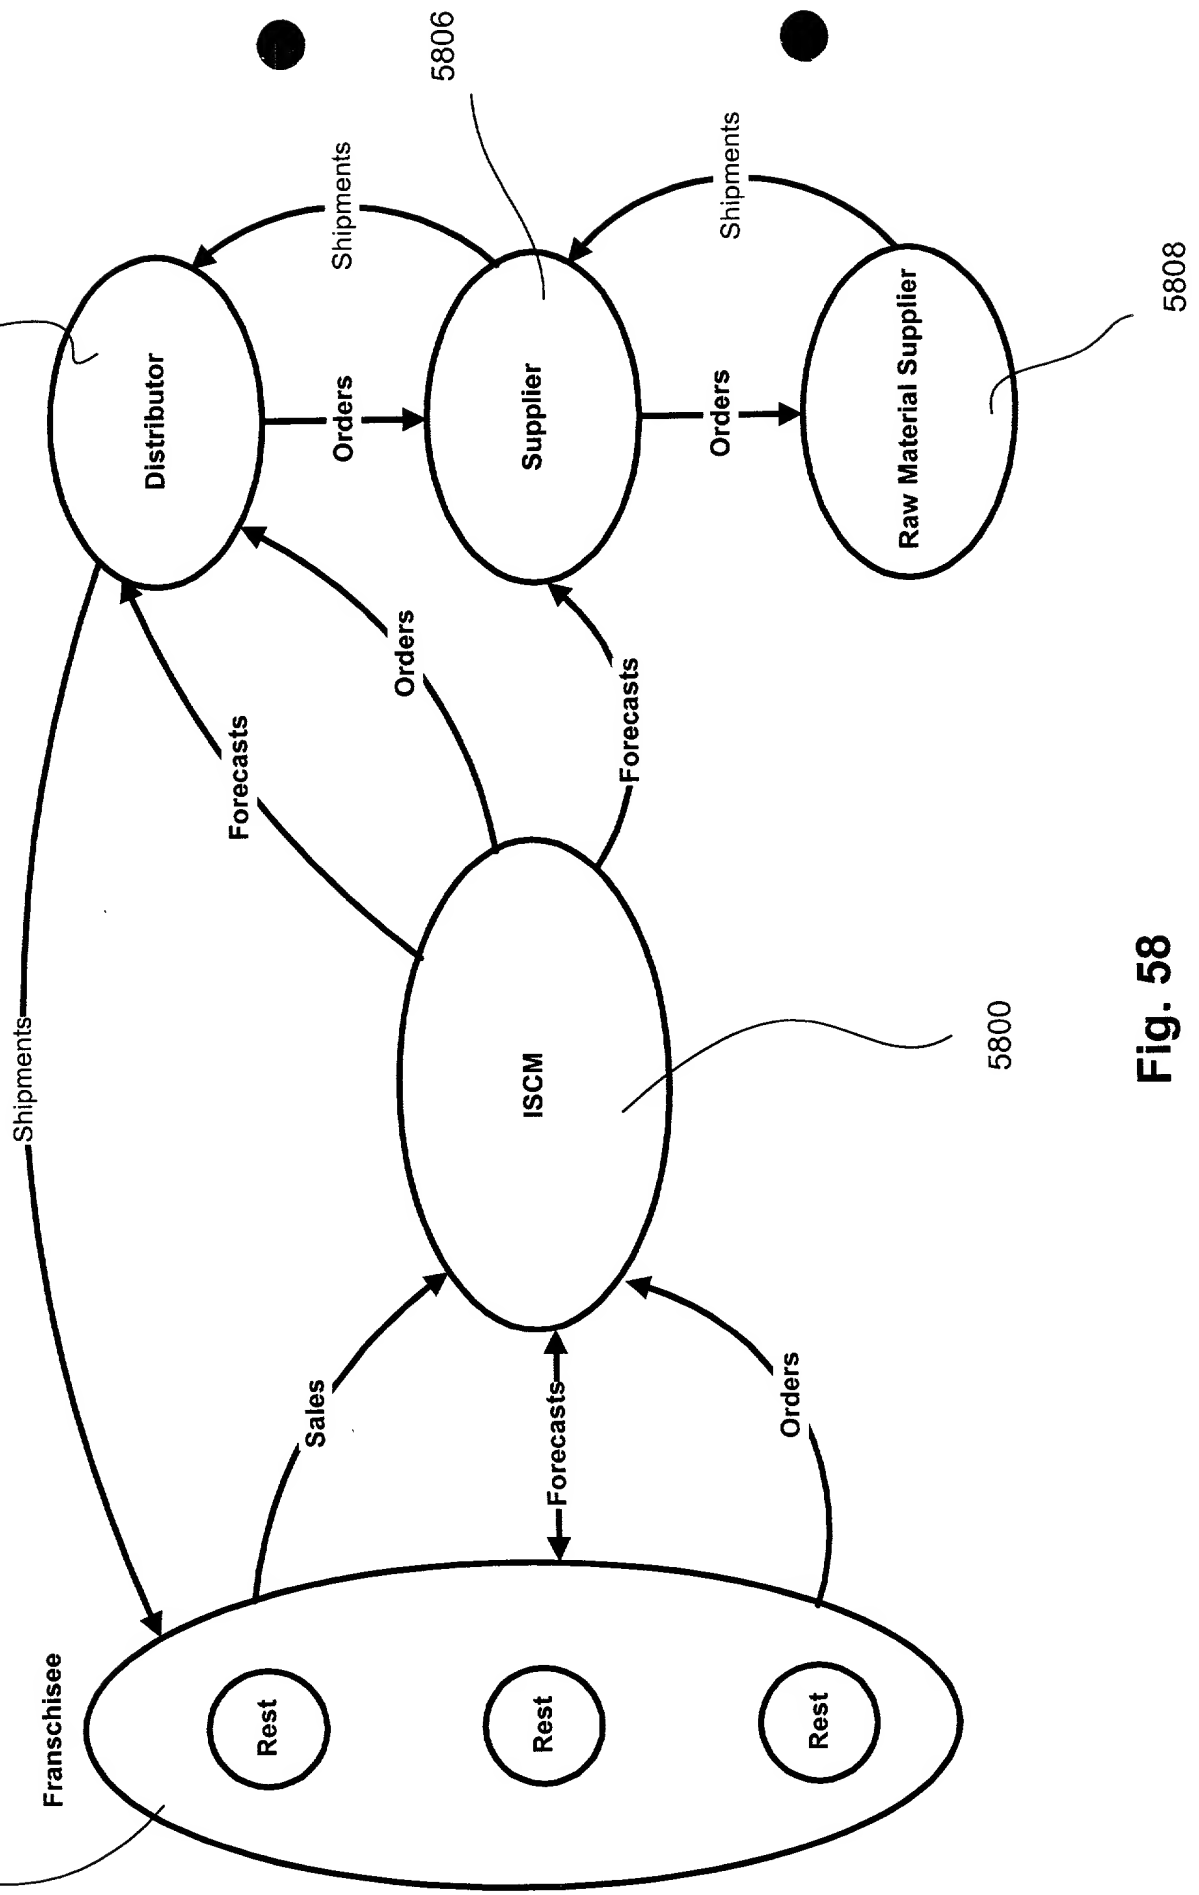 Shipments
Franschisee
Rest
Rest
Rest
Sales
Forecasts
Orders
ISCM
5800
Forecasts
Orders
Forecasts
Distributor
Orders
Shipments
Supplier
5806
Orders
Shipments
Raw Material Supplier
5808
Fig. 58